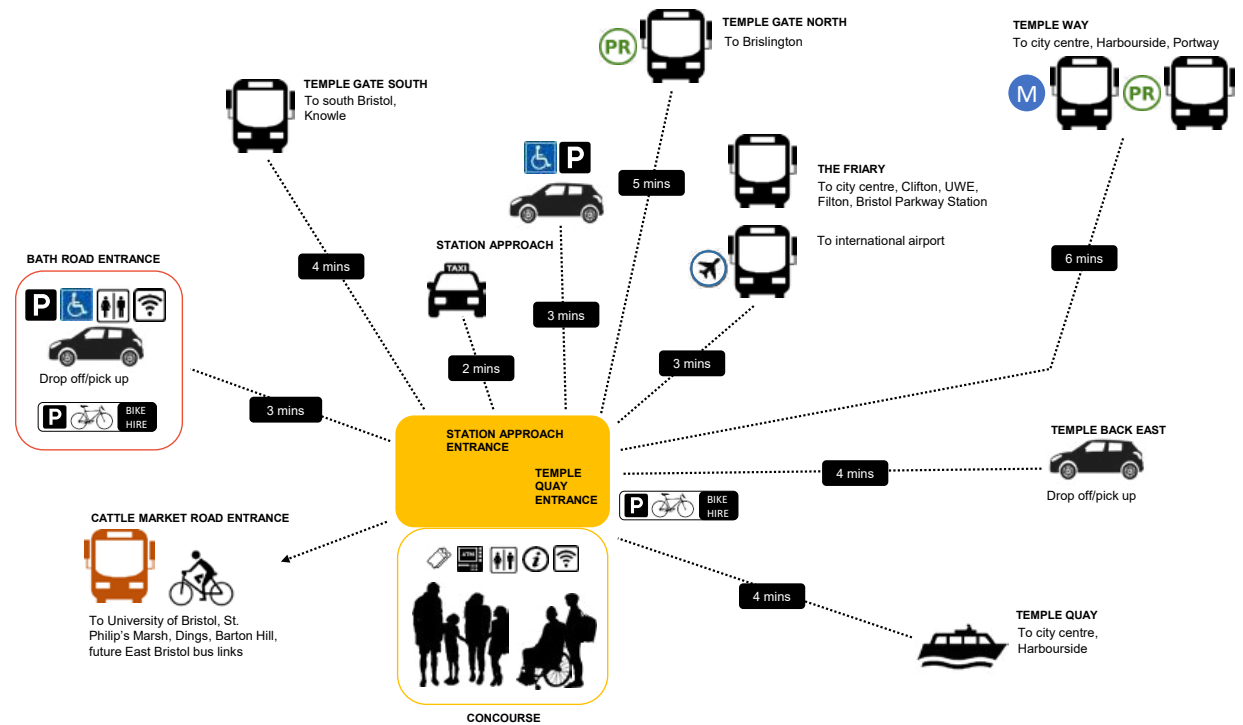 TEMPLE GATE NORTH
To Brislington
PR
TEMPLE WAY
To city centre, Harbourside, Portway
M
PR
TEMPLE GATE SOUTH
To south Bristol,
Knowle
P
5 mins
THE FRIARY
To city centre, Clifton, UWE,
Filton, Bristol Parkway Station
To international airport
STATION APPROACH
TAXI
BATH ROAD ENTRANCE
P
Drop off/pick up
P
BIKE
HIRE
4 mins
6 mins
3 mins
2 mins
3 mins
3 mins
STATION APPROACH
ENTRANCE
TEMPLE
QUAY
ENTRANCE
TEMPLE BACK EAST
4 mins
Drop off/pick up
P
BIKE
HIRE
CATTLE MARKET ROAD ENTRANCE
To University of Bristol, St.
Philip's Marsh, Dings, Barton Hill,
future East Bristol bus links
ATM
i
4 mins
TEMPLE QUAY
To city centre,
Harbourside
CONCOURSE